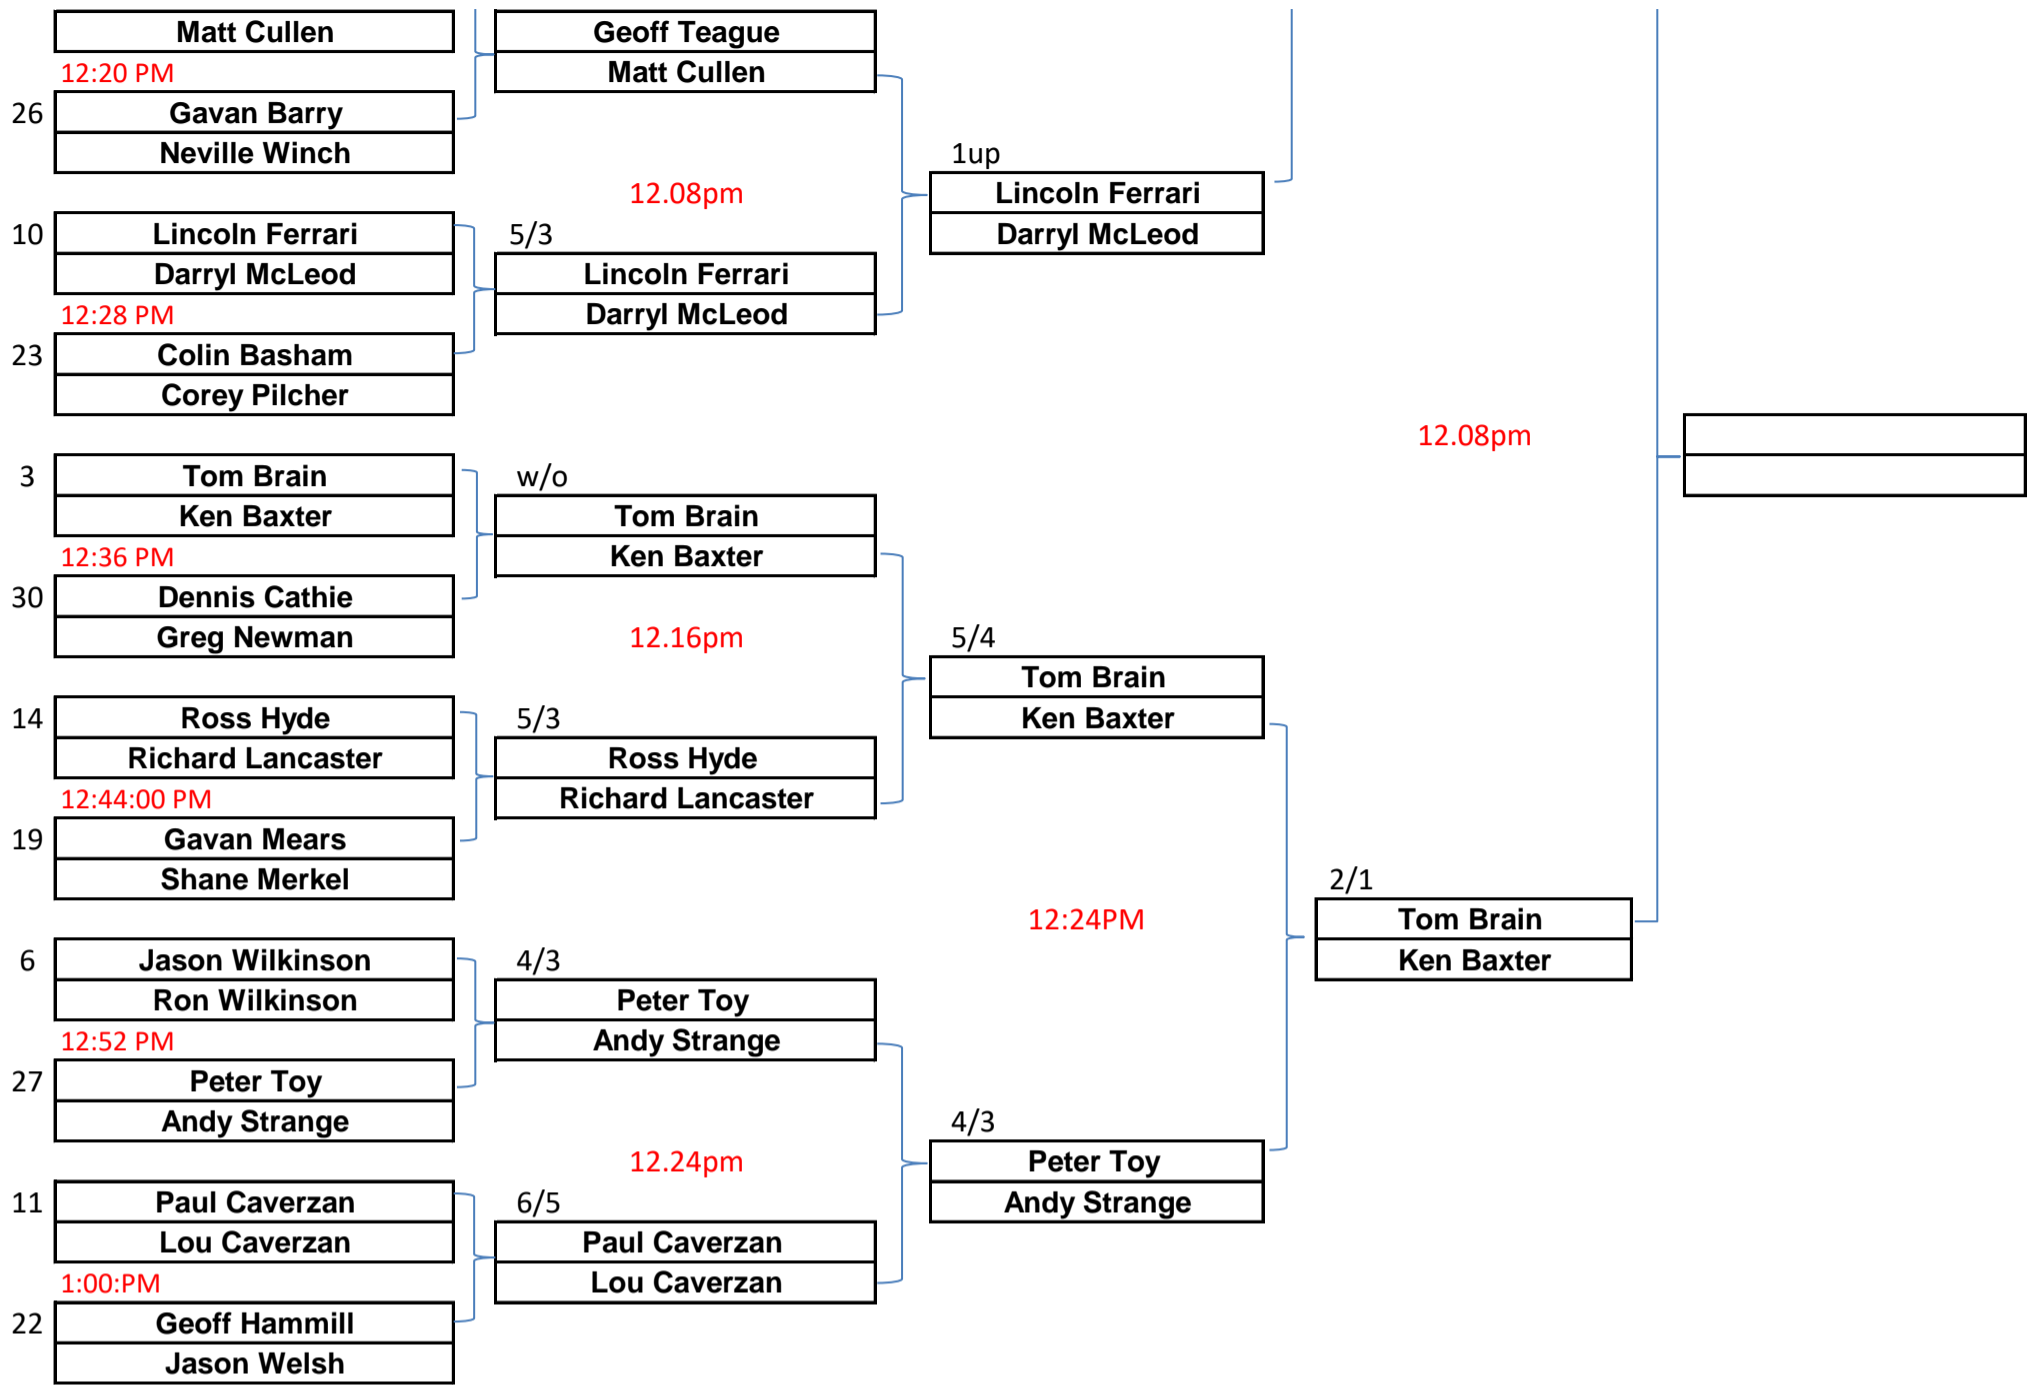 Matt Cullen
12:20 PM
26 Gavan Barry
Neville Winch
10 Lincoln Ferrari
Darryl McLeod
12:28 PM
23 Colin Basham
Corey Pilcher
3 Tom Brain
Ken Baxter
12:36 PM
30 Dennis Cathie
Greg Newman
14 Ross Hyde
Richard Lancaster
12:44:00 PM
19 Gavan Mears
Shane Merkel
6 Jason Wilkinson
Ron Wilkinson
12:52 PM
27 Peter Toy
Andy Strange
11 Paul Caverzan
Lou Caverzan
1:00:PM
22 Geoff Hammill
Jason Welsh
Geoff Teague
Matt Cullen
12.08pm
5/3
Lincoln Ferrari
Darryl McLeod
w/o
Tom Brain
Ken Baxter
12.16pm
5/3
Ross Hyde
Richard Lancaster
4/3
Peter Toy
Andy Strange
12.24pm
6/5
Paul Caverzan
Lou Caverzan
1up
Lincoln Ferrari
Darryl McLeod
5/4
Tom Brain
Ken Baxter
12:24PM
4/3
Peter Toy
Andy Strange
12.08pm
2/1
Tom Brain
Ken Baxter